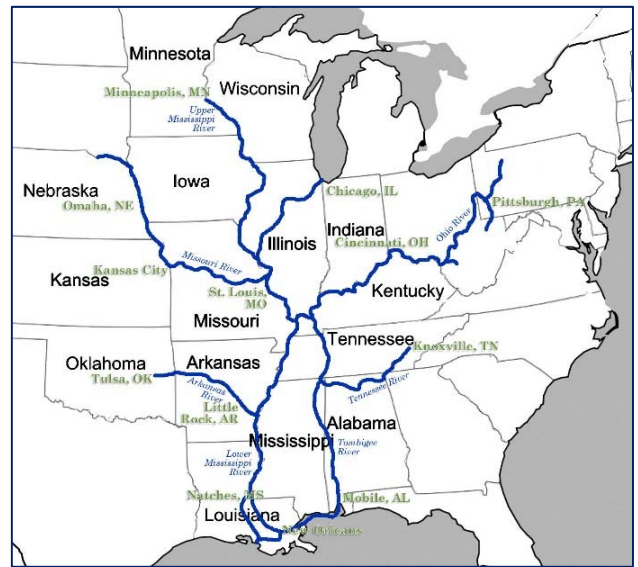 Minnesota
Wisconsin
Minneapolis, MN
Upper
Mississippi
River
Iowa
Nebraska
Omaha, NE
Chicago, IL
Pittsburgh, PA
Illinois
Indiana
Ohio River
Cincinnati, OH
Missouri River
Kansas City
Kansas
St. Louis,
MO
Kentucky
Missouri
Tennessee
Knoxville, TN
Oklahoma
Tulsa, OK
Arkansas
Arkansas
River
Little
Rock, AR
Tennessee River
Alabama
Mississippi
Tombigee
River
Lower
Mississippi
River
Natches, MS
Mobile, AL
Louisiana
New Orleans